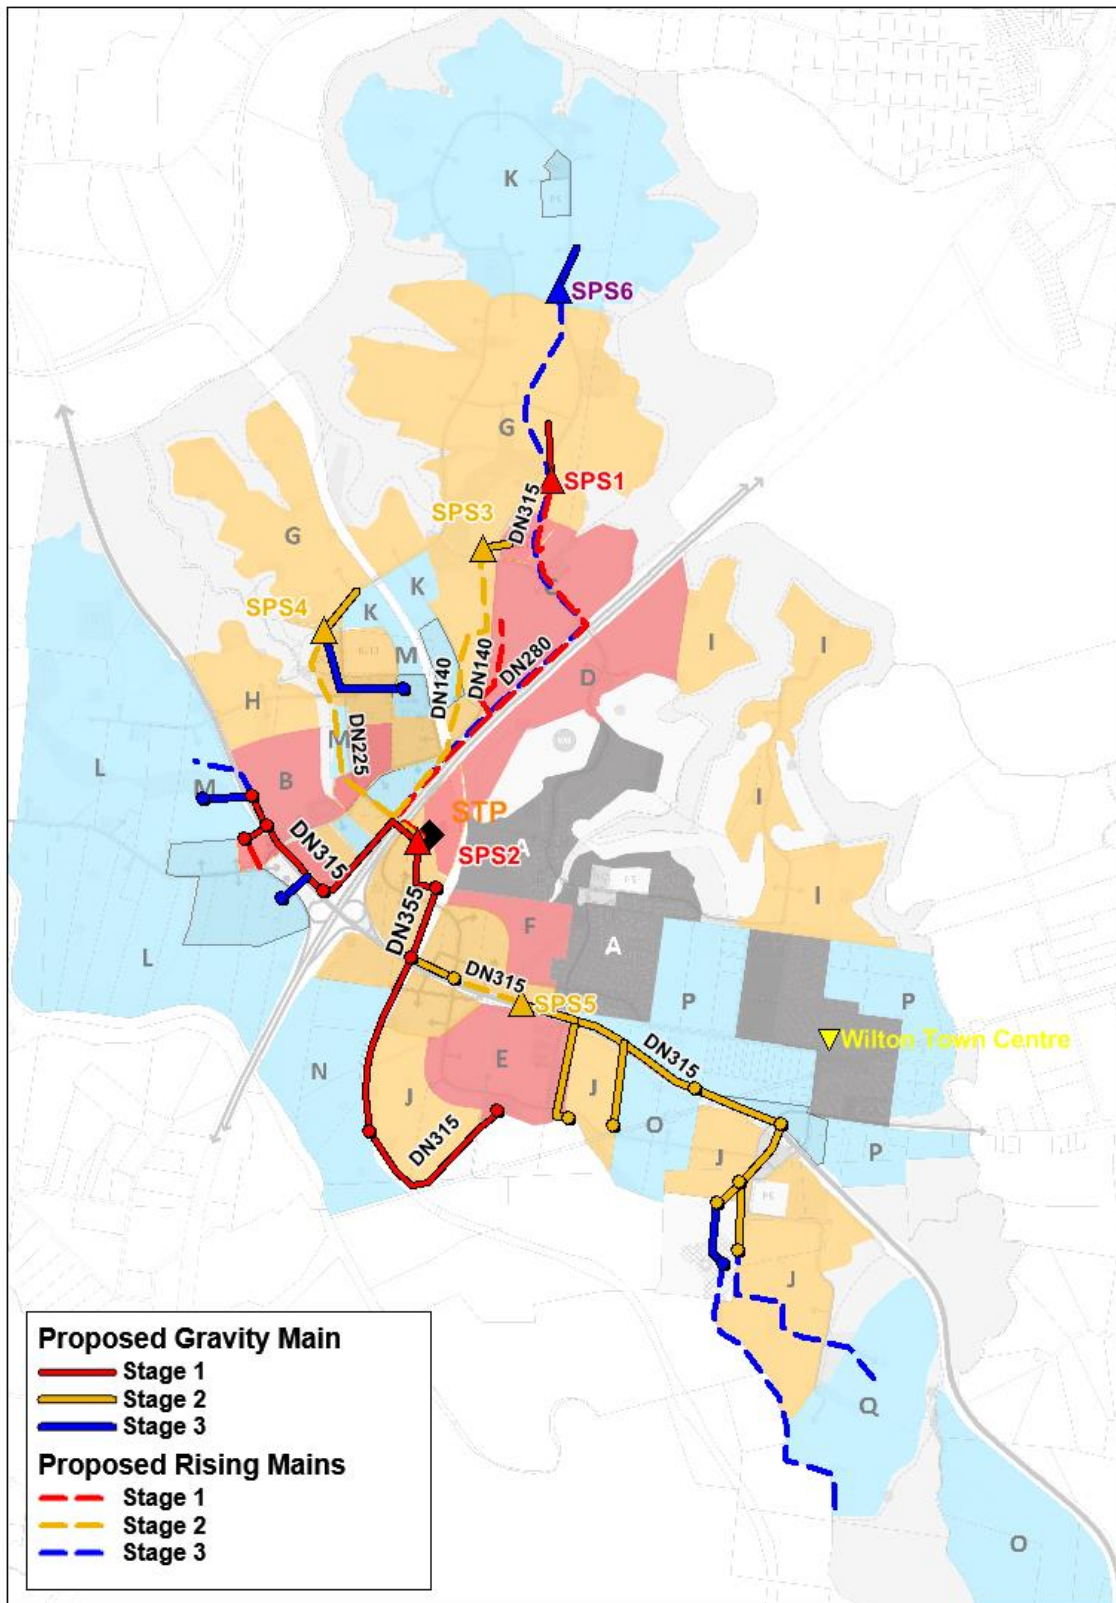 K
SPS6
G
SPS1
DN315
SPS3
G
K
K
SPS4
M
DN140
DN140
DN280
D
I
I
H
M
DN225
L
M
B
I
STP
SPS2
DN315
DN355
F
A
I
L
DN315
SPS5
P
P
Wilton Town Centre
N
E
DN315
J
J
O
DN315
J
P
J
Q
O
Proposed Gravity Main
Stage 1
Stage 2
Stage 3
Proposed Rising Mains
Stage 1
Stage 2
Stage 3